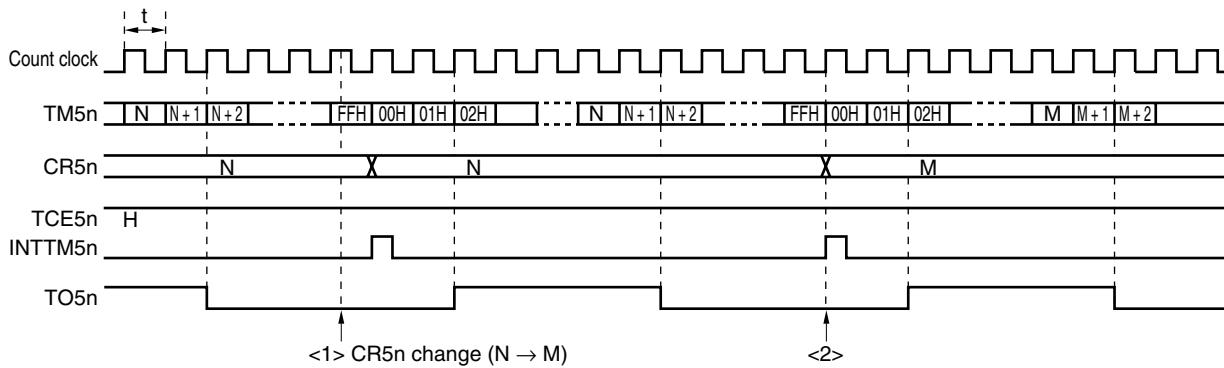 t
Count clock
TM5n N N + 1 N + 2 FFH 00H 01H 02H N N + 1 N + 2 FFH 00H 01H 02H M M + 1 M + 2
CR5n N N M
TCE5n H
INTTM5n
TO5n
<1> CR5n change (N → M) <2>